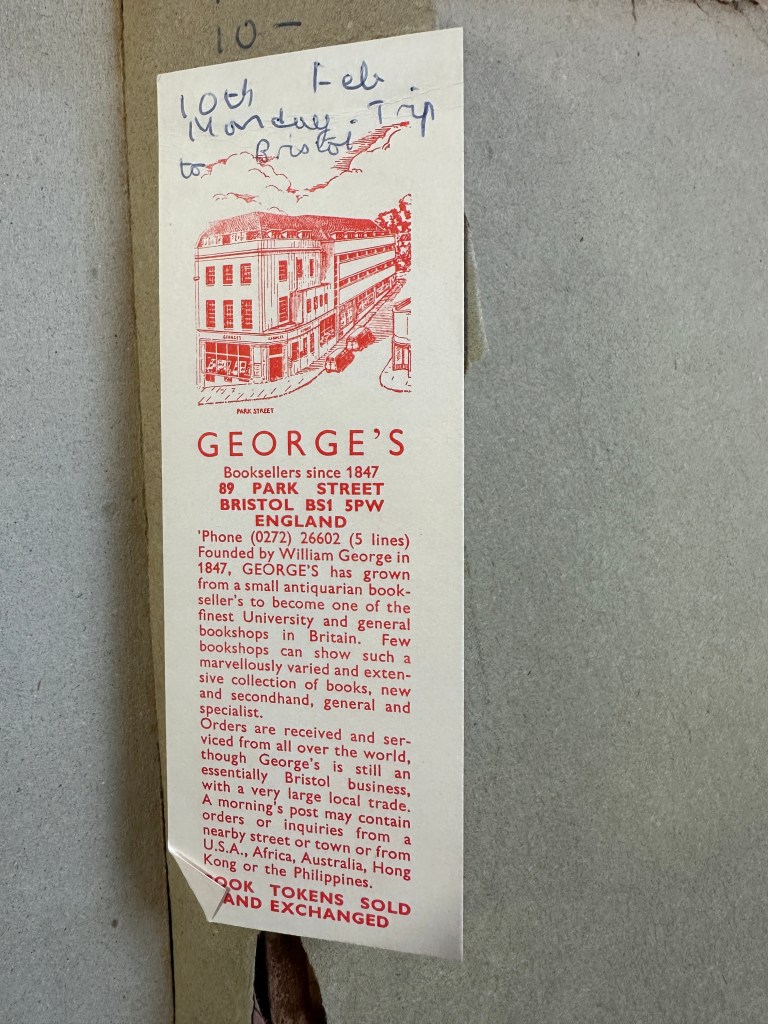 10 -
10th Feb.
Monday. Trip
to Bristol
GEORGES GEORGES
PARK STREET
GEORGE'S
Booksellers since 1847
89 PARK STREET
BRISTOL BS1 5PW
ENGLAND
'Phone (0272) 26602 (5 lines)
Founded by William George in
1847, GEORGE'S has grown
from a small antiquarian book-
seller's to become one of the
finest University and general
bookshops in Britain. Few
bookshops can show such a
marvellously varied and exten-
sive collection of books, new
and secondhand, general and
specialist.
Orders are received and ser-
viced from all over the world,
though George's is still an
essentially Bristol business,
with a very large local trade.
A morning's post may contain
orders or inquiries from a
nearby street or town or from
U.S.A., Africa, Australia, Hong
Kong or the Philippines.
OOK TOKENS SOLD
AND EXCHANGED